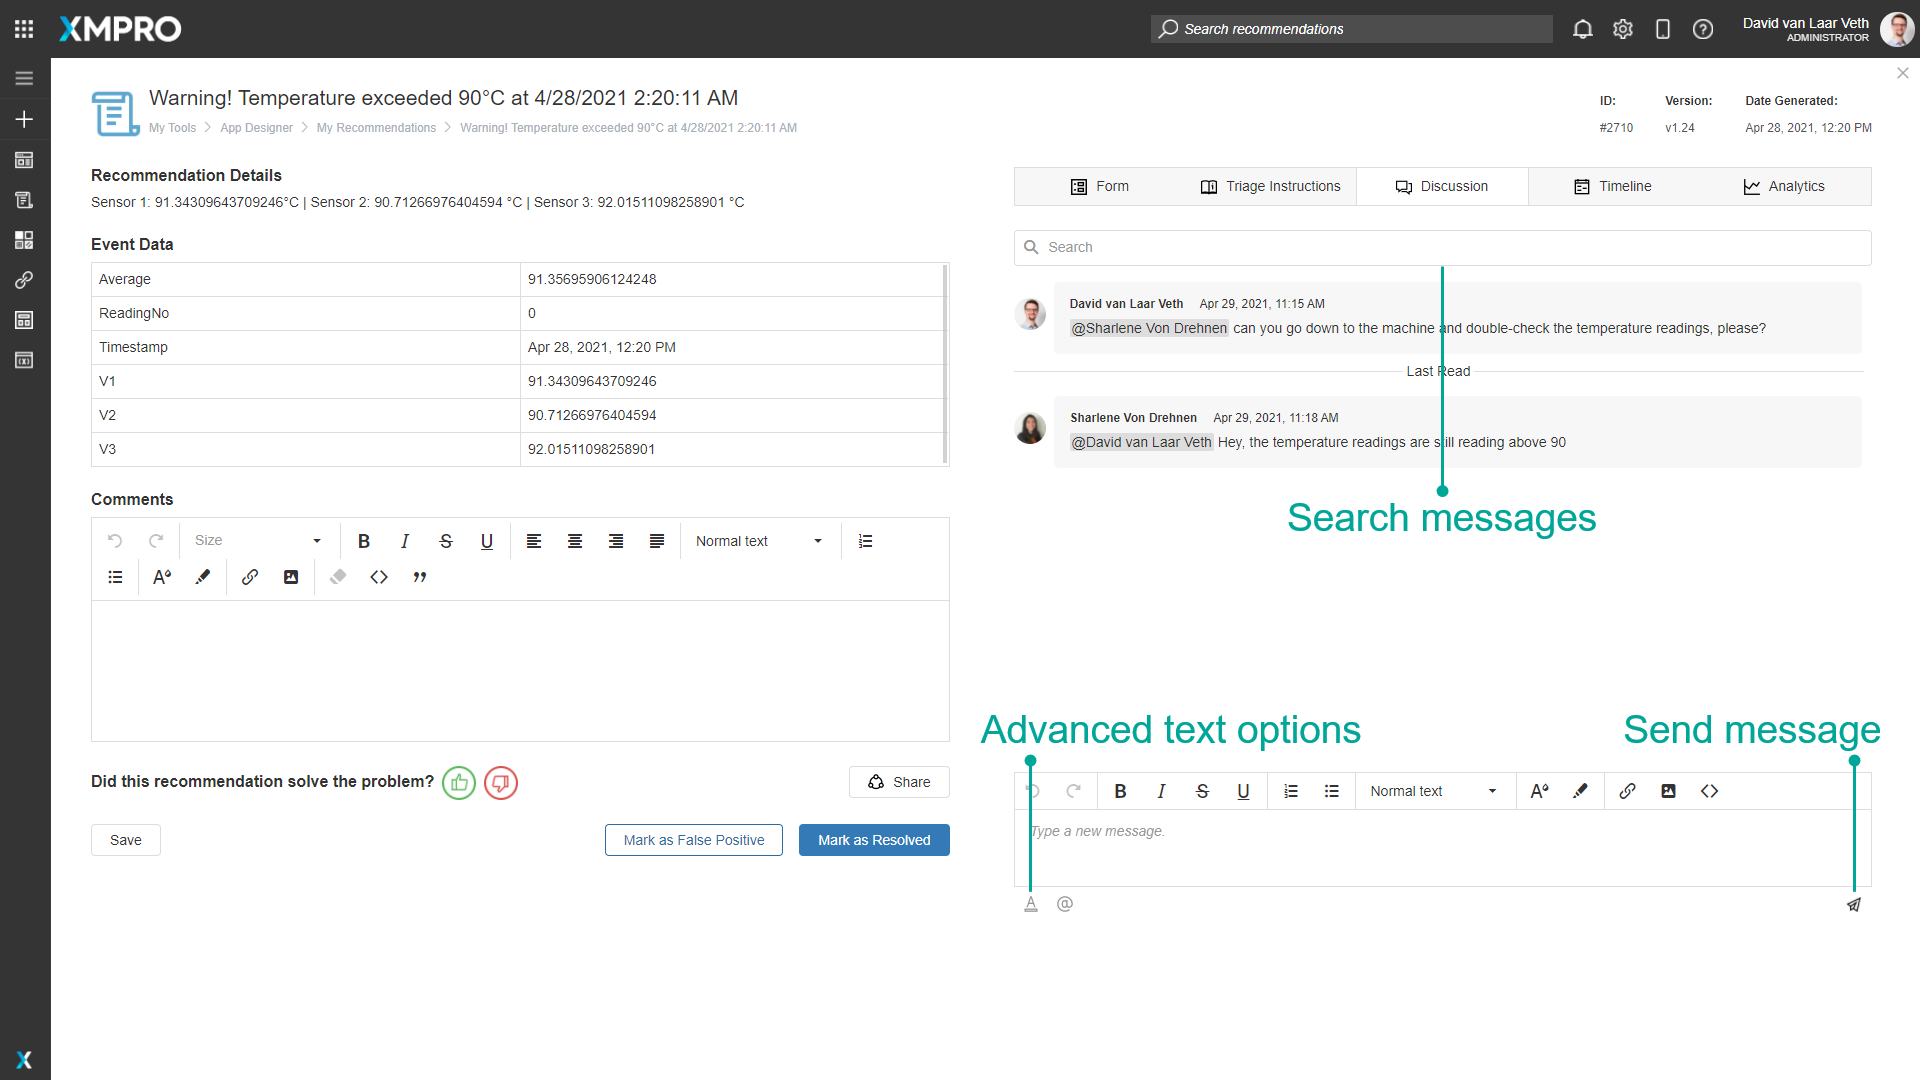 XMPRO
Search recommendations
David van Laar Veth
ADMINISTRATOR
Warning! Temperature exceeded 90°C at 4/28/2021 2:20:11 AM
My Tools > App Designer > My Recommendations > Warning! Temperature exceeded 90°C at 4/28/2021 2:20:11 AM
ID: Version: Date Generated:
#2710 v1.24 Apr 28, 2021, 12:20 PM
Recommendation Details
Sensor 1: 91.34309643709246°C | Sensor 2: 90.71266976404594 °C | Sensor 3: 92.01511098258901 °C
Event Data
Average 91.35695906124248
ReadingNo 0
Timestamp Apr 28, 2021, 12:20 PM
V1 91.34309643709246
V2 90.71266976404594
V3 92.01511098258901
Comments
Size
Normal text
Did this recommendation solve the problem?
Share
Save
Mark as False Positive
Mark as Resolved
Form Triage Instructions Discussion Timeline Analytics
Search
David van Laar Veth Apr 29, 2021, 11:15 AM
@Sharlene Von Drehnen can you go down to the machine and double-check the temperature readings, please?
Last Read
Sharlene Von Drehnen Apr 29, 2021, 11:18 AM
@David van Laar Veth Hey, the temperature readings are still reading above 90
Search messages
Advanced text options
Send message
Normal text
Type a new message.